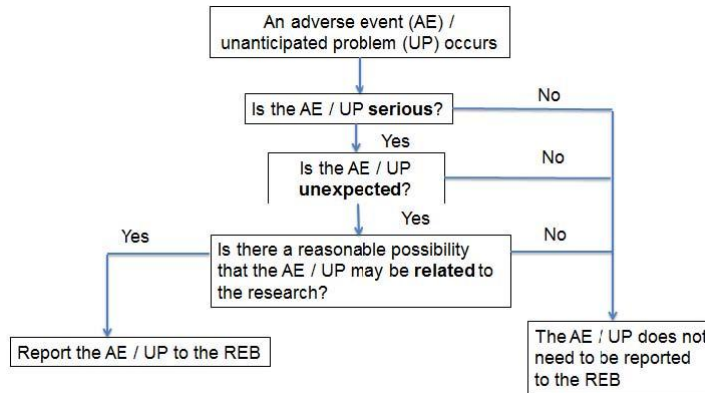 An adverse event (AE) /
unanticipated problem (UP) occurs
No
Is the AE / UP serious?
Yes
Is the AE / UP
unexpected?
No
Yes
Yes
No
Is there a reasonable possibility
that the AE / UP may be related to
the research?
Report the AE / UP to the REB
The AE / UP does not
need to be reported
to the REB